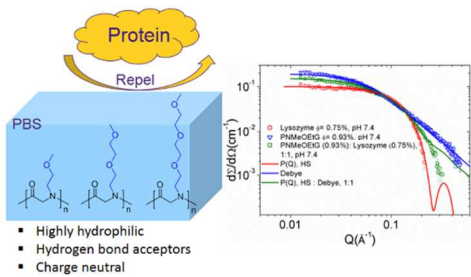 Protein
Repel
PBS
O
O
O
O
O
O
O
O
O
N
N
N
n
n
n
Highly hydrophilic
Hydrogen bond acceptors
Charge neutral
dΣ/dΩ(cm⁻¹)
10⁻¹
10⁻²
10⁻³
Lysozyme ϕ= 0.75%, pH 7.4
PNMeOEtG ϕ= 0.93%, pH 7.4
PNMeOEtG (0.93%): Lysozyme (0.75%),
1:1, pH 7.4
P(Q), HS
Debye
P(Q), HS : Debye, 1:1
0.01
0.1
Q(Å⁻¹)